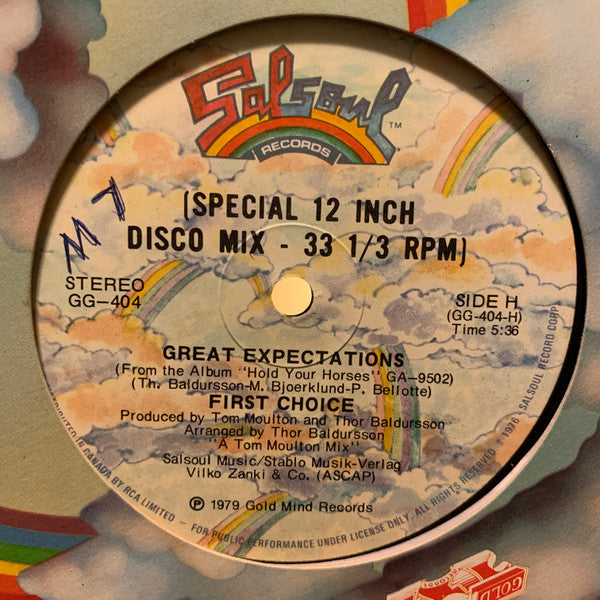 Salsoul TM
RECORDS
(SPECIAL 12 INCH
DISCO MIX - 33 1/3 RPM)
STEREO
GG-404
SIDE H
(GG-404-H)
Time 5:36
GREAT EXPECTATIONS
(From the Album "Hold Your Horses" GA-9502)
(Th. Baldursson-M. Bjoerklund-P. Bellotte)
FIRST CHOICE
Produced by Tom Moulton and Thor Baldursson
Arranged by Thor Baldursson
"A Tom Moulton Mix"
Salsoul Music/Stablo Musik-Verlag
Vilko Zanki & Co. (ASCAP)
℗ 1979 Gold Mind Records
IN CANADA BY RCA LIMITED - FOR PUBLIC PERFORMANCE UNDER LICENSE ONLY. ALL RIGHTS RESERVED
1976 SALSOUL RECORD CORP.
GOLD